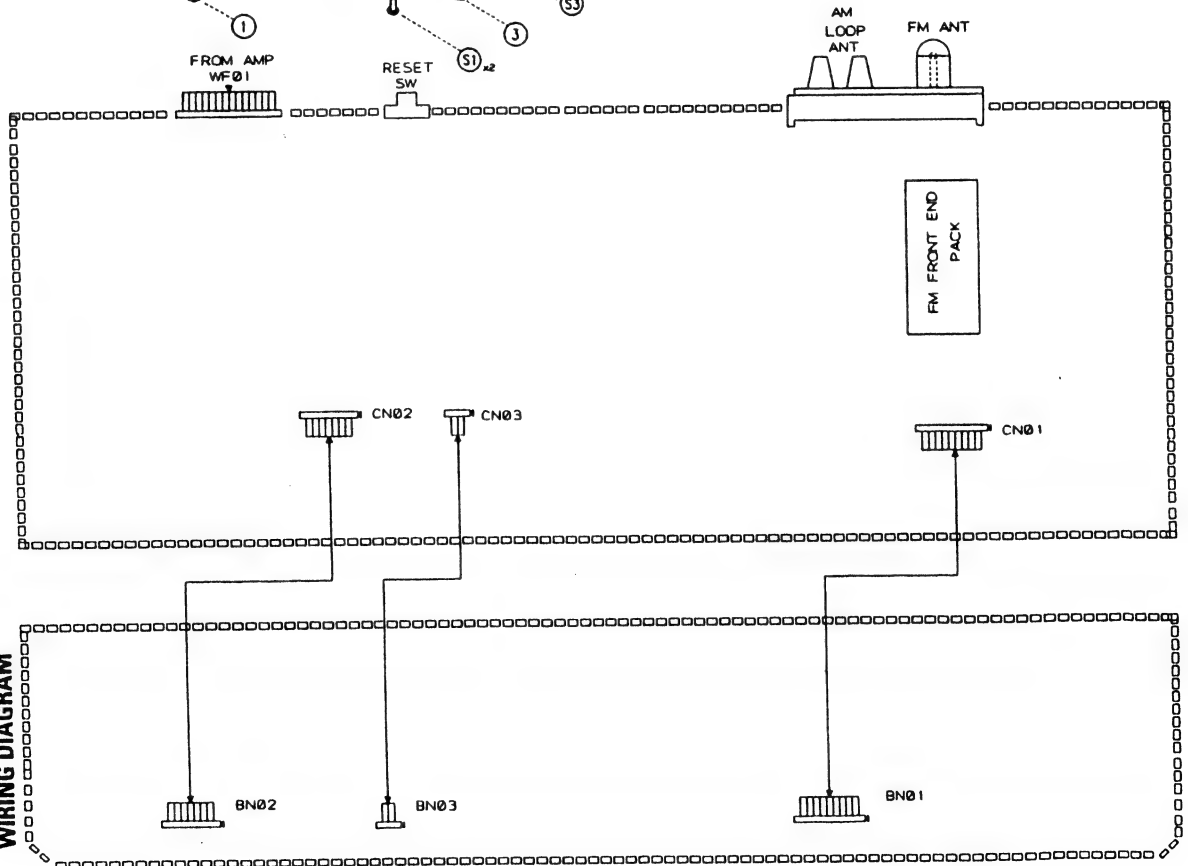 1
3
S3
S1 x2
FROM AMP
WF01
RESET
SW
AM
LOOP
ANT
FM ANT
FM FRONT END
PACK
CN02
CN03
CN01
WIRING DIAGRAM
BN02
BN03
BN01